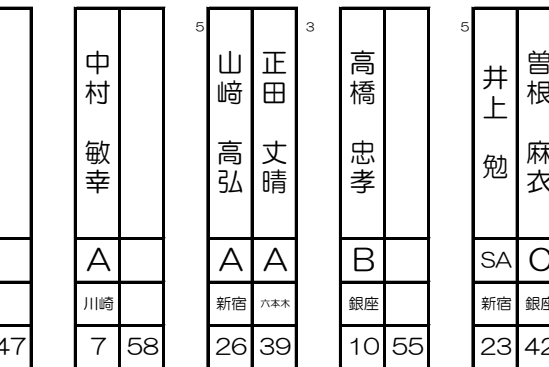 中村 敏幸
A
川崎
7 58
5
山﨑 高弘
正田 丈晴
3
A A
新宿 六本木
26 39
高橋 忠孝
B
銀座
10 55
5
井上 勉
曽根 麻衣
SA C
新宿 銀座
23 42
47